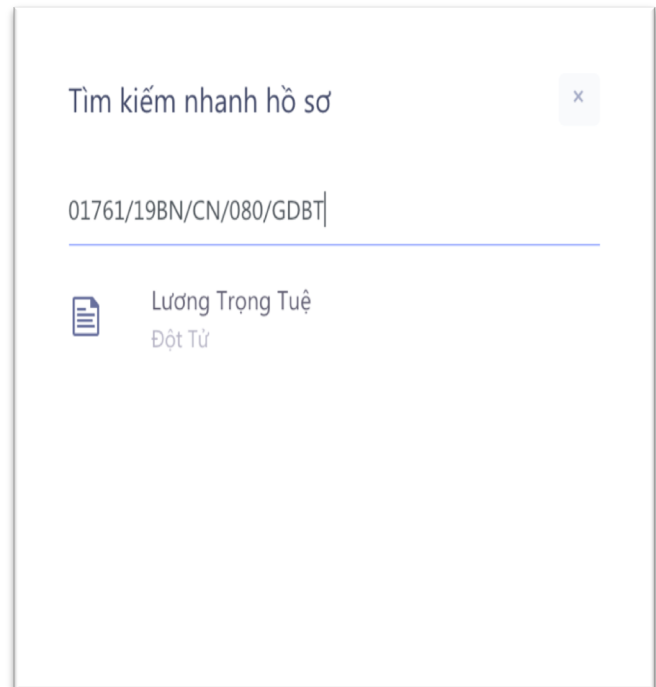 Tìm kiếm nhanh hồ sơ
×
01761/19BN/CN/080/GDBT
Lương Trọng Tuệ
Đột Tử